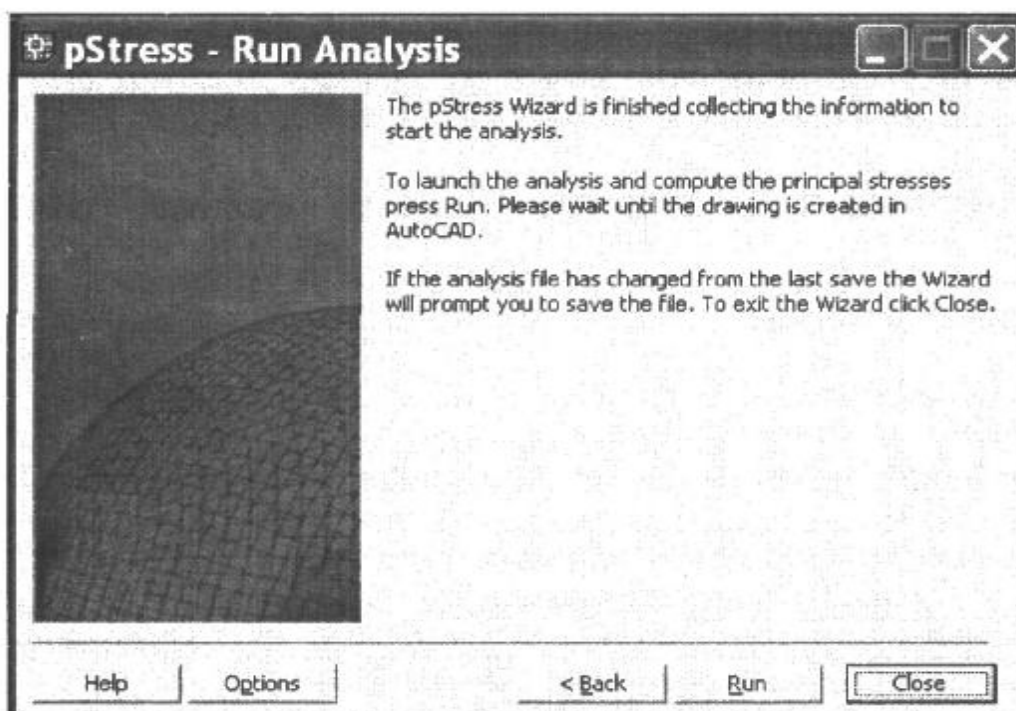 pStress - Run Analysis
The pStress Wizard is finished collecting the information to
start the analysis.
To launch the analysis and compute the principal stresses
press Run. Please wait until the drawing is created in
AutoCAD.
If the analysis file has changed from the last save the Wizard
will prompt you to save the file. To exit the Wizard click Close.
Help Options < Back Run Close